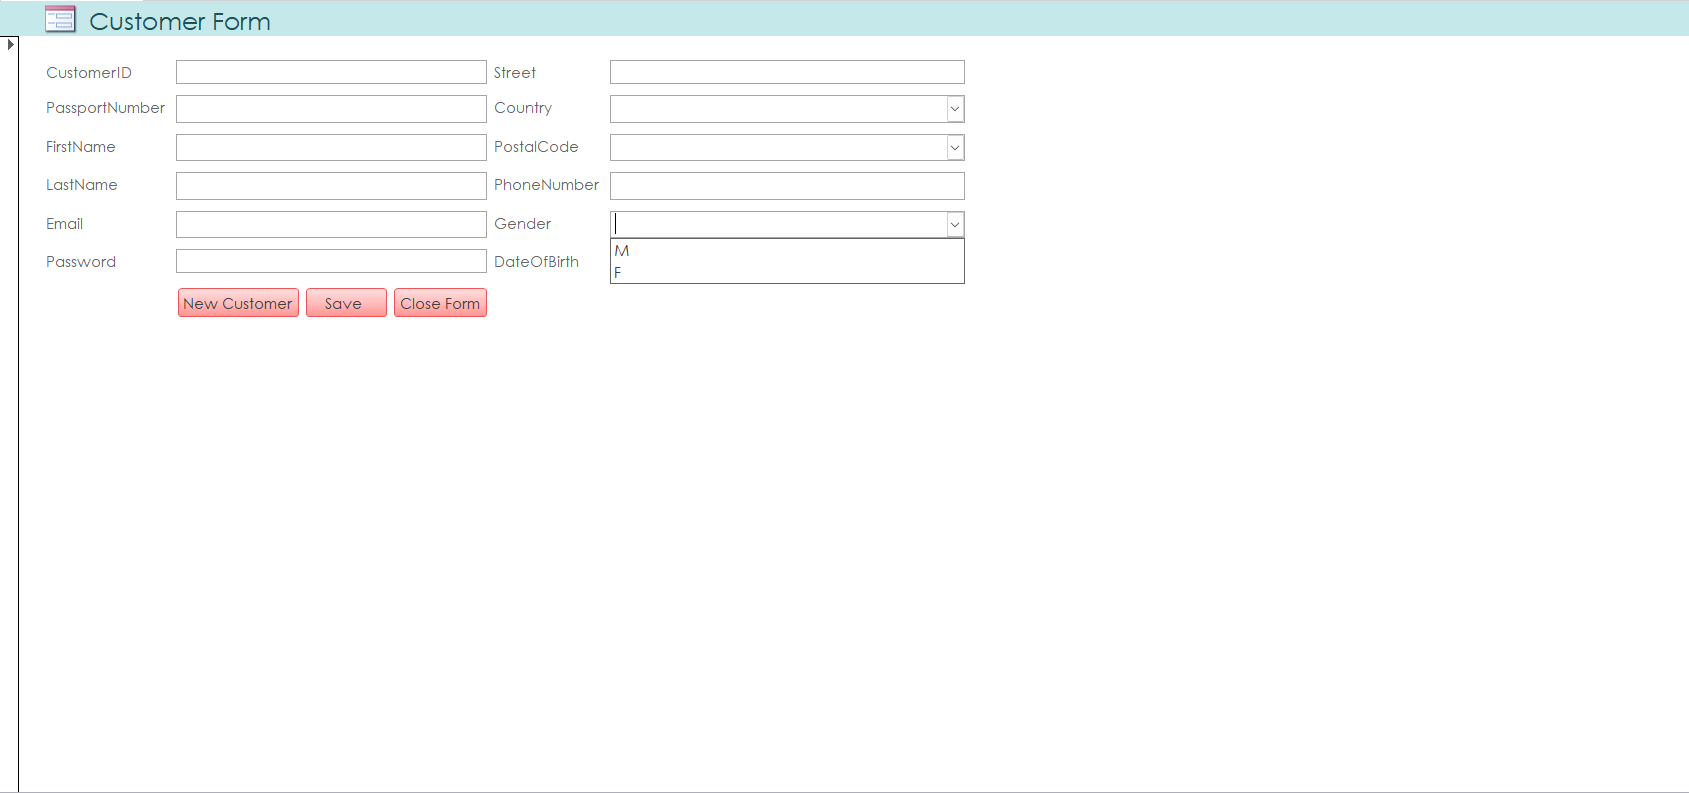 Customer Form
CustomerID Street
PassportNumber Country
FirstName PostalCode
LastName PhoneNumber
Email Gender
M
Password DateOfBirth
F
New Customer Save Close Form